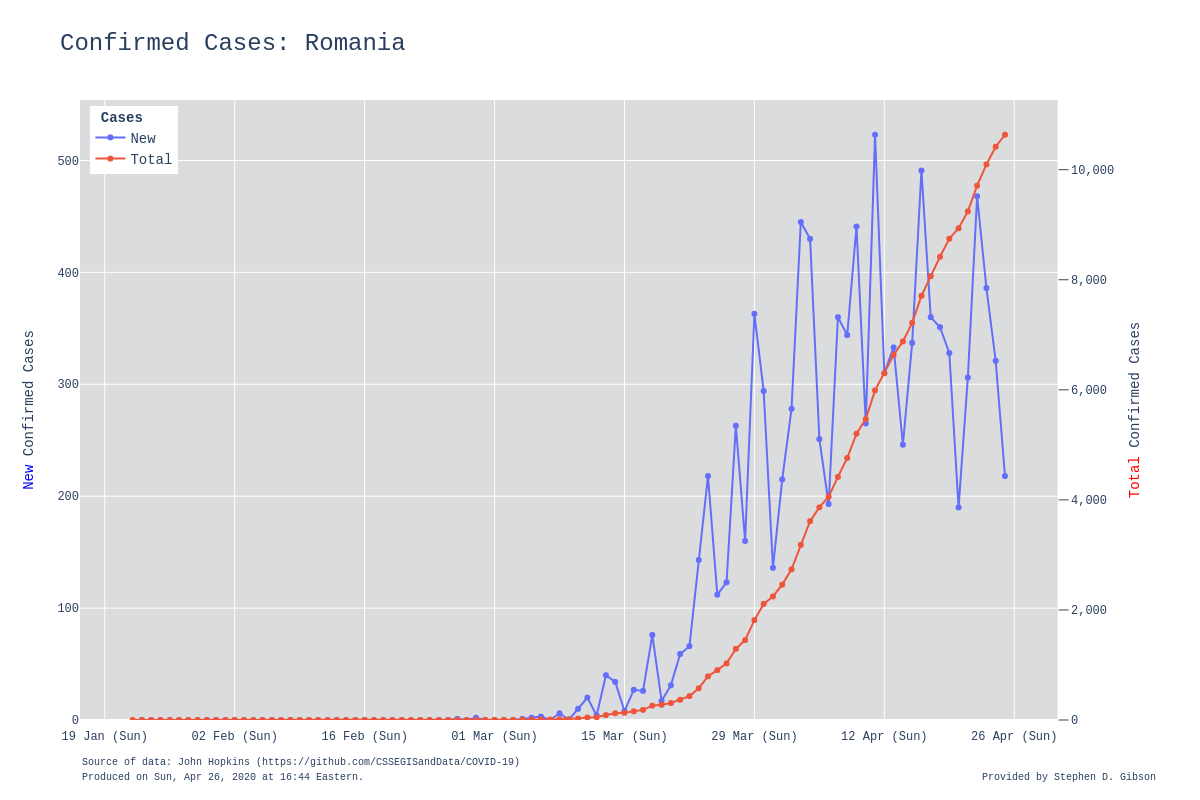 Confirmed Cases: Romania
Cases
New
Total
500
400
300
200
100
0
10,000
8,000
6,000
4,000
2,000
0
New Confirmed Cases
Total Confirmed Cases
19 Jan (Sun) 02 Feb (Sun) 16 Feb (Sun) 01 Mar (Sun) 15 Mar (Sun) 29 Mar (Sun) 12 Apr (Sun) 26 Apr (Sun)
Source of data: John Hopkins (https://github.com/CSSEGISandData/COVID-19)
Produced on Sun, Apr 26, 2020 at 16:44 Eastern.
Provided by Stephen D. Gibson